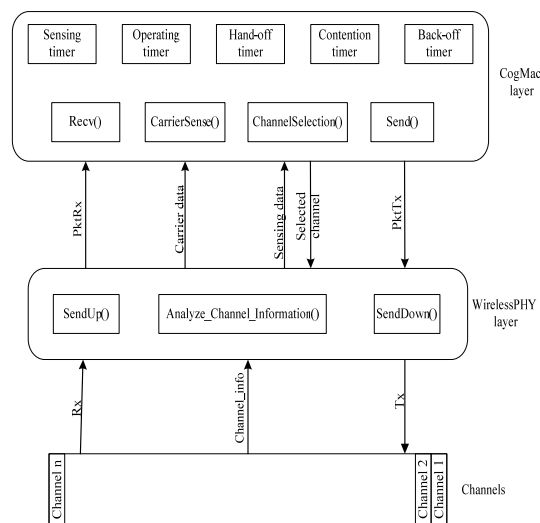 Sensing
timer
Operating
timer
Hand-off
timer
Contention
timer
Back-off
timer
CogMac
layer
Recv()
CarrierSense()
ChannelSelection()
Send()
PktRx
Carrier data
Sensing data
Selected
channel
PktTx
WirelessPHY
layer
SendUp()
Analyze_Channel_Information()
SendDown()
Rx
Channel_info
Tx
Channel n
Channel 2
Channel 1
Channels